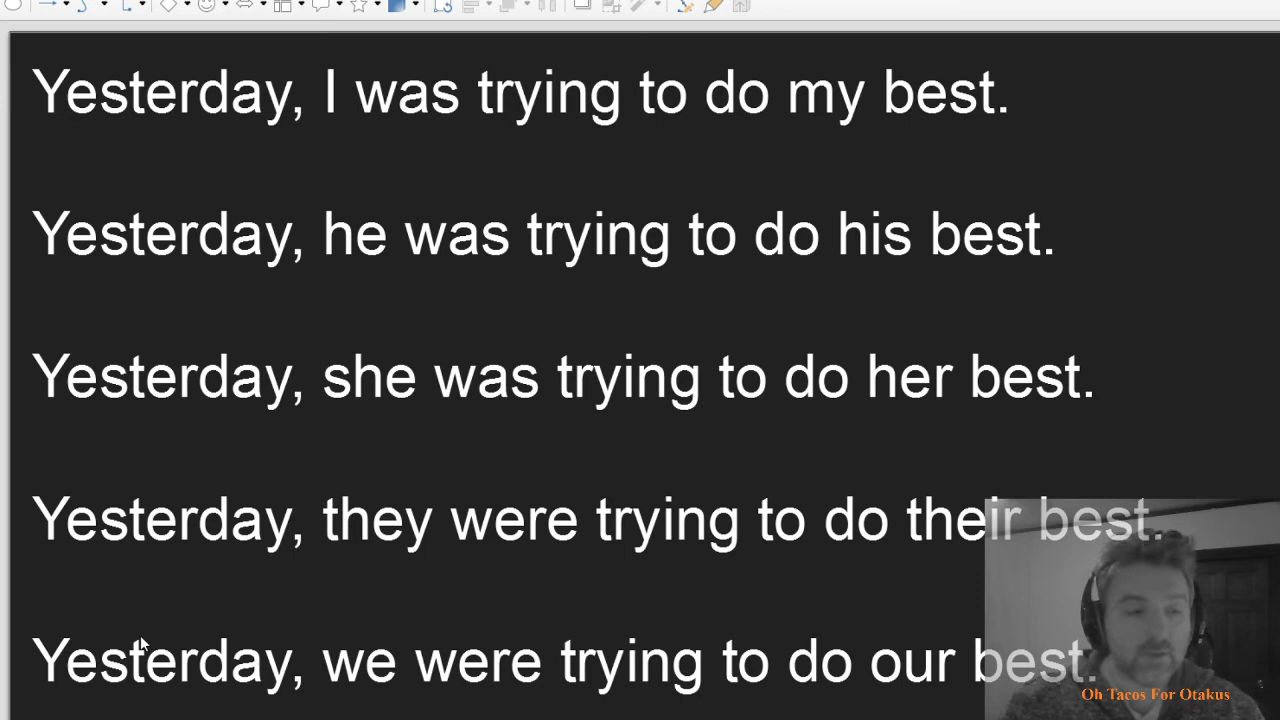 Yesterday, I was trying to do my best.
Yesterday, he was trying to do his best.
Yesterday, she was trying to do her best.
Yesterday, they were trying to do their best.
Yesterday, we were trying to do our best.
Oh Tacos For Otakus